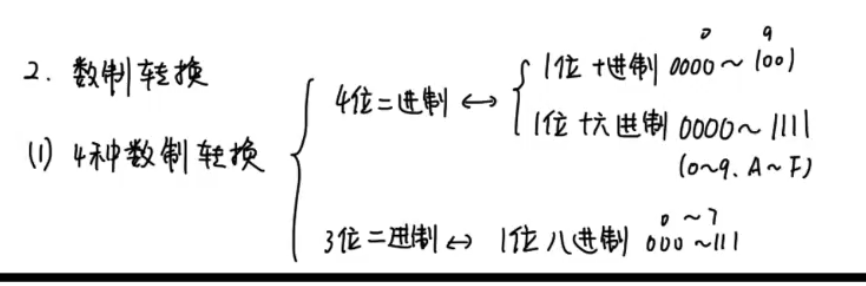 2. 数制转换
(1) 4种数制转换
4位二进制 ↔
0 9
1位十进制 0000~1001
1位十六进制 0000~1111
(0~9、A~F)
3位二进制 ↔ 1位八进制
0~7
000~111